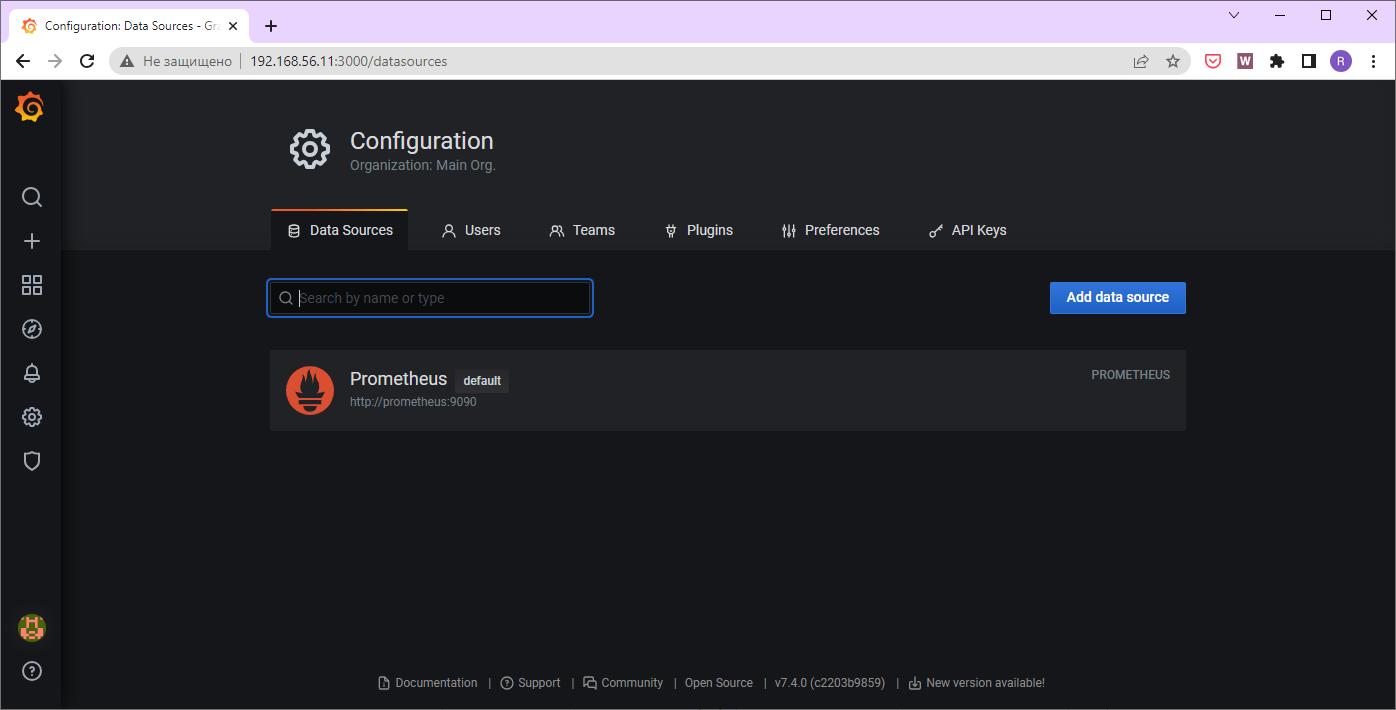 Configuration: Data Sources - Gra
Не защищено 192.168.56.11:3000/datasources
W
R
Configuration
Organization: Main Org.
Data Sources Users Teams Plugins Preferences API Keys
Search by name or type
Add data source
Prometheus default
PROMETHEUS
http://prometheus:9090
Documentation | Support | Community | Open Source | v7.4.0 (c2203b9859) | New version available!